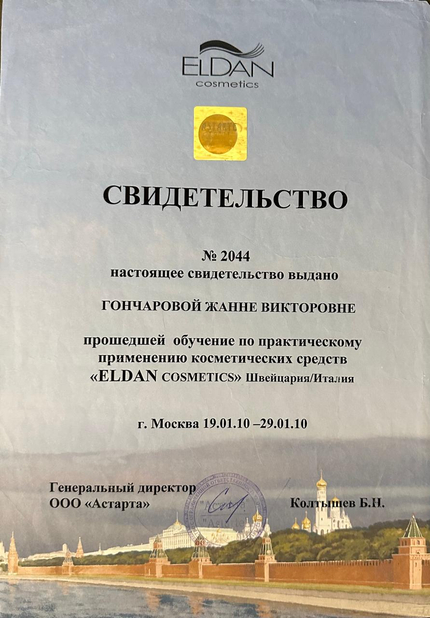 ELDAN
cosmetics
СВИДЕТЕЛЬСТВО
№ 2044
настоящее свидетельство выдано
ГОНЧАРОВОЙ ЖАННЕ ВИКТОРОВНЕ
прошедшей обучение по практическому
применению косметических средств
«ELDAN COSMETICS» Швейцария/Италия
г. Москва 19.01.10 –29.01.10
Генеральный директор
ООО «Астарта» Колтышев Б.Н.